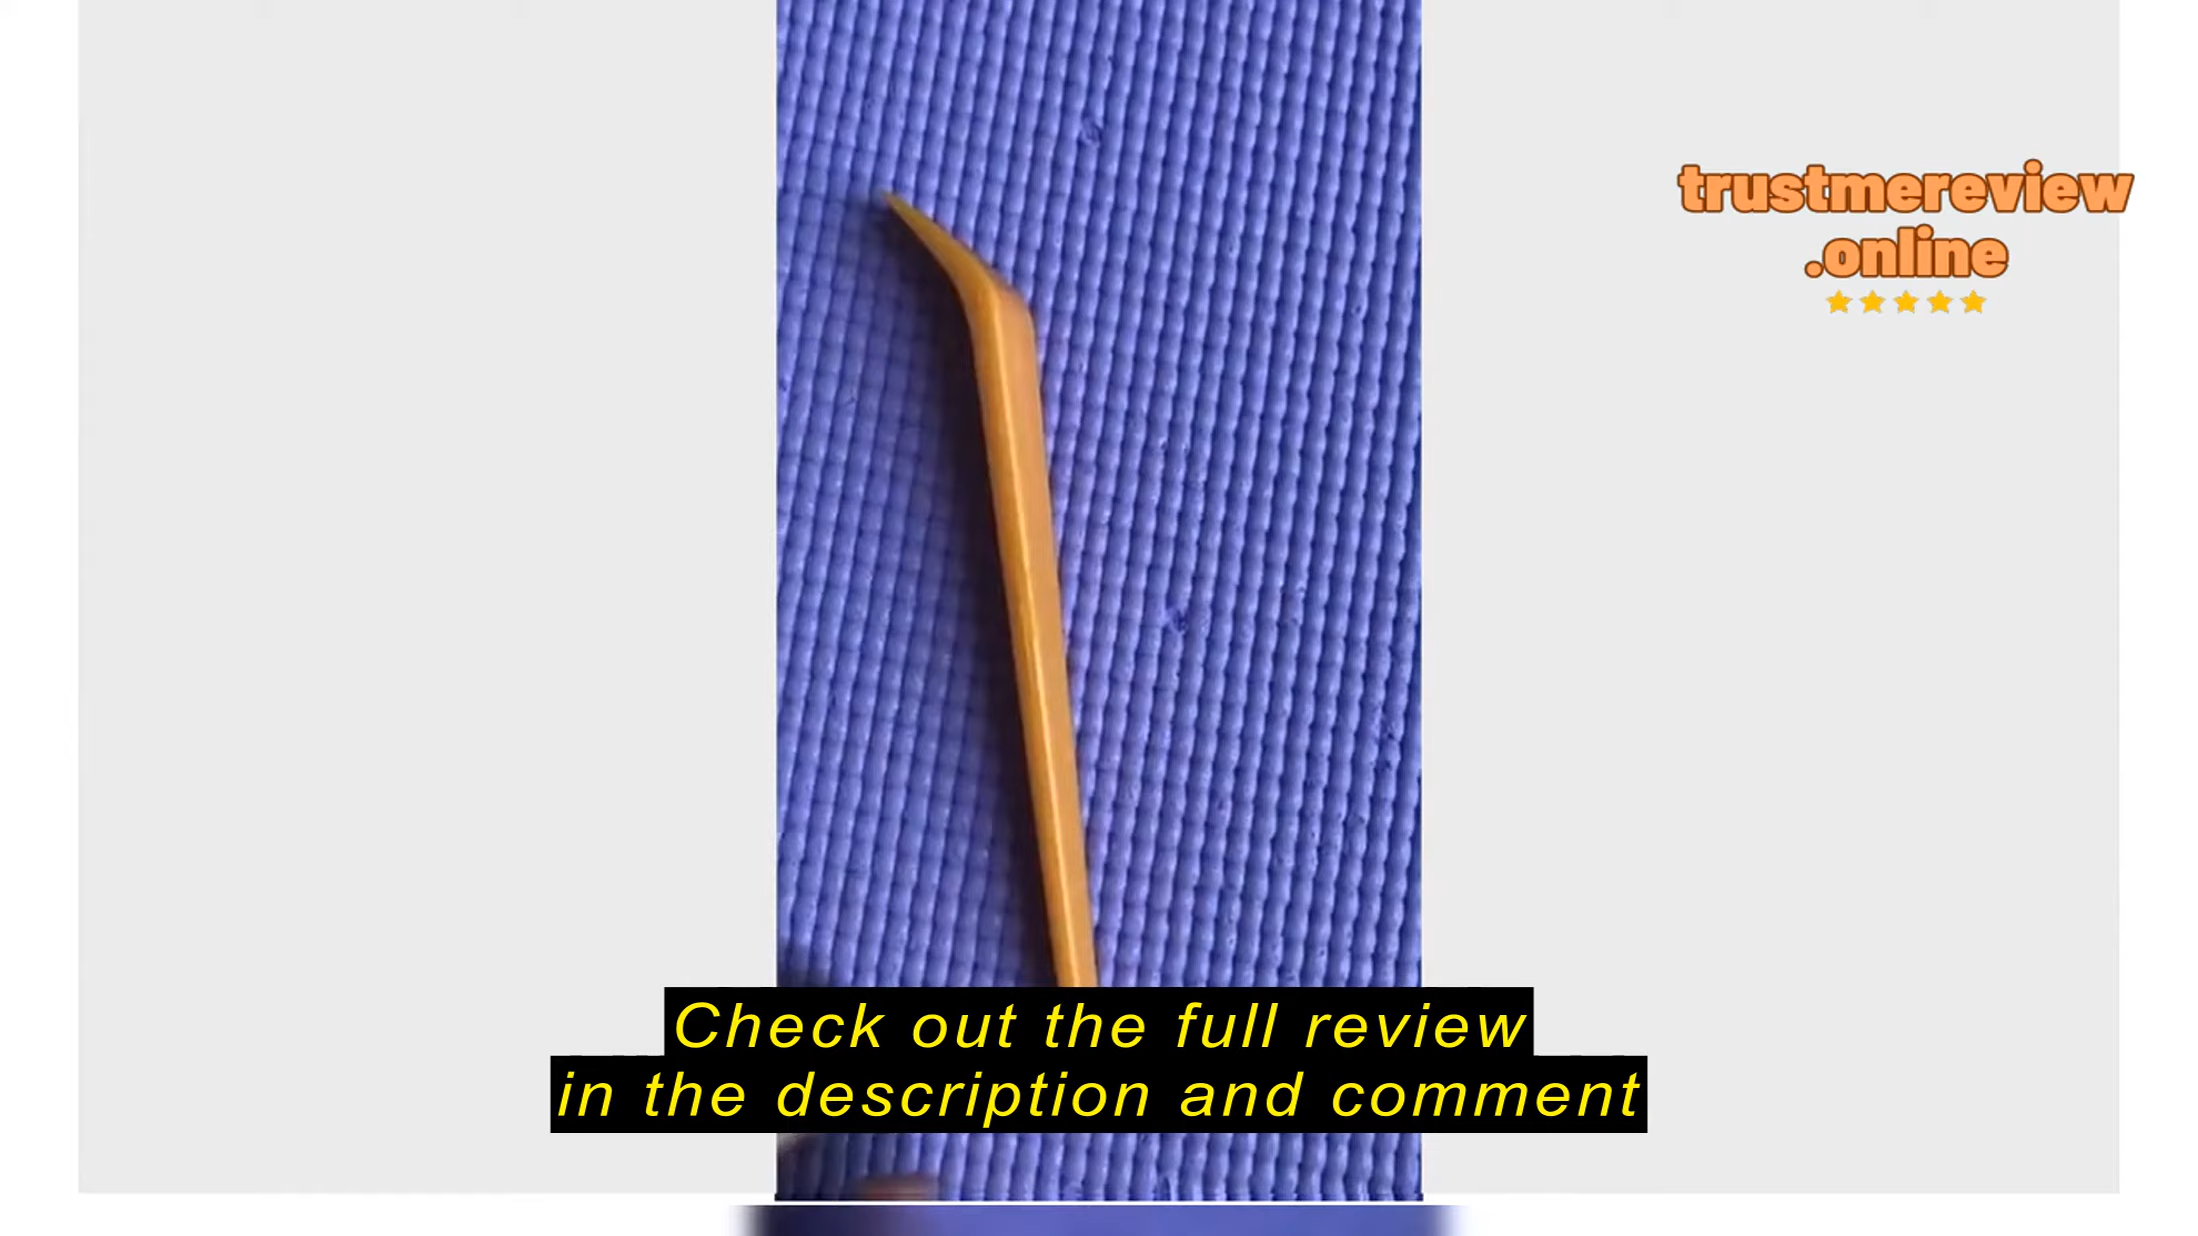 trustmereview
.online
Check out the full review
in the description and comment